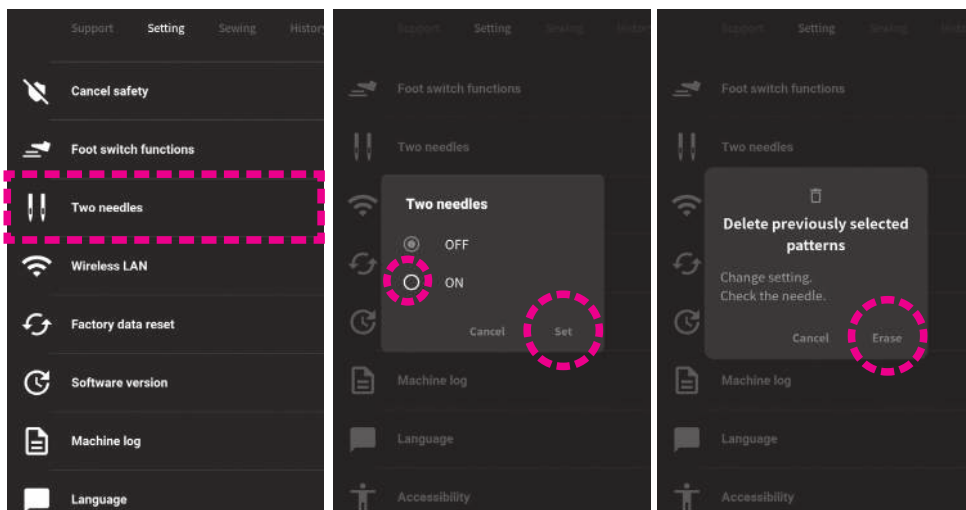 Support Setting Sewing History
Cancel safety
Foot switch functions
Two needles
Wireless LAN
Factory data reset
Software version
Machine log
Language
Support Setting Sewing
Foot switch functions
Two needles
Two needles
OFF
ON
Cancel Set
Machine log
Language
Accessibility
Support Setting Sewing
Foot switch functions
Two needles
Delete previously selected
patterns
Change setting.
Check the needle.
Cancel Erase
Machine log
Language
Accessibility